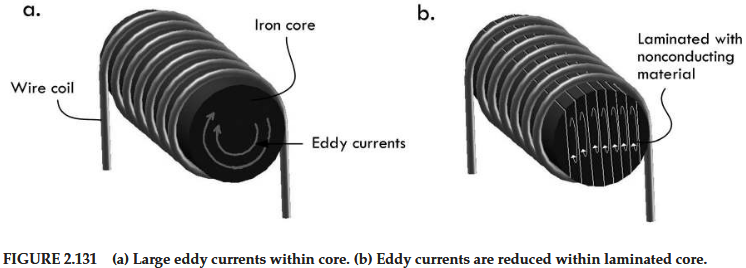 a.
Iron core
Wire coil
Eddy currents
b.
Laminated with
nonconducting
material
FIGURE 2.131 (a) Large eddy currents within core. (b) Eddy currents are reduced within laminated core.